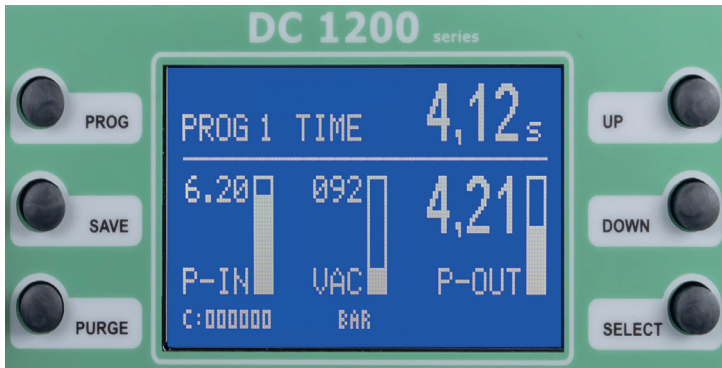 DC 1200 series
PROG
SAVE
PURGE
PROG 1 TIME 4,12s
6.20 092 4,21
P-IN VAC P-OUT
C:000000 BAR
UP
DOWN
SELECT